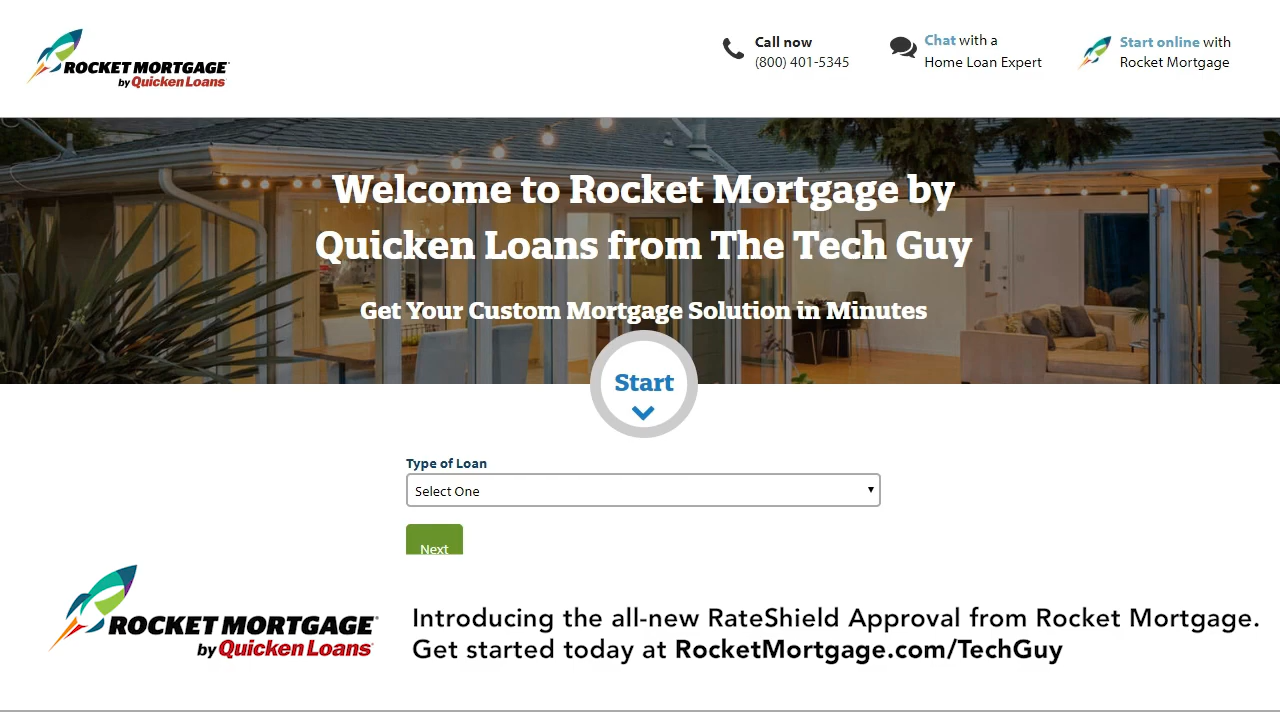 ROCKET MORTGAGE
by Quicken Loans
Call now
(800) 401-5345
Chat with a
Home Loan Expert
Start online with
Rocket Mortgage
Welcome to Rocket Mortgage by
Quicken Loans from The Tech Guy
Get Your Custom Mortgage Solution in Minutes
Start
Type of Loan
Select One
Next
ROCKET MORTGAGE
by Quicken Loans
Introducing the all-new RateShield Approval from Rocket Mortgage.
Get started today at RocketMortgage.com/TechGuy